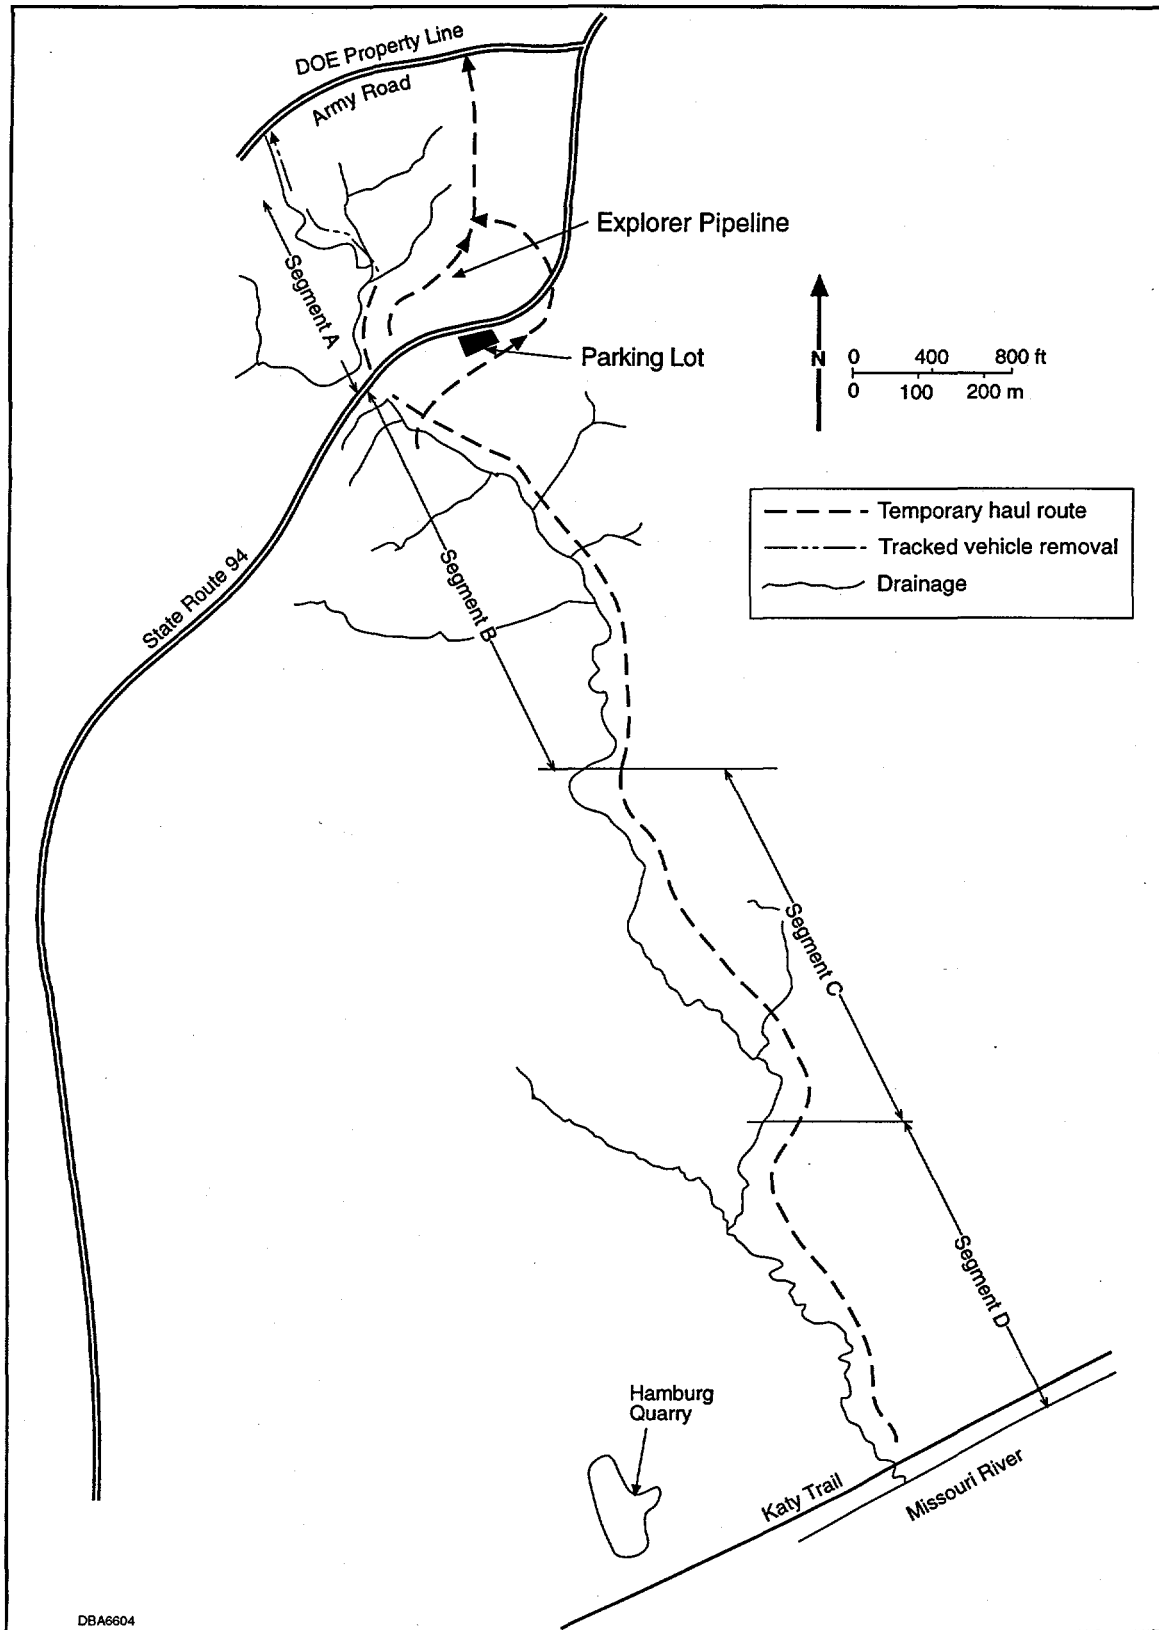 DOE Property Line
Army Road
Explorer Pipeline
Segment A
Parking Lot
N
0 400 800 ft
0 100 200 m
Temporary haul route
Tracked vehicle removal
Drainage
State Route 94
Segment B
Segment C
Segment D
Hamburg
Quarry
Katy Trail
Missouri River
DBA6604